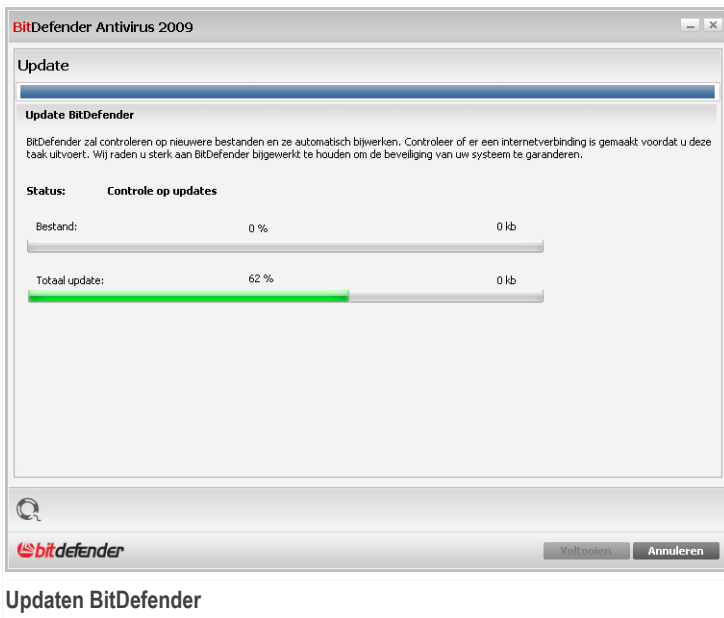 BitDefender Antivirus 2009
Update
Update BitDefender
BitDefender zal controleren op nieuwere bestanden en ze automatisch bijwerken. Controleer of er een internetverbinding is gemaakt voordat u deze
taak uitvoert. Wij raden u sterk aan BitDefender bijgewerkt te houden om de beveiliging van uw systeem te garanderen.
Status: Controle op updates
Bestand: 0 % 0 kb
Totaal update: 62 % 0 kb
bitdefender
Voltooien Annuleren
Updaten BitDefender